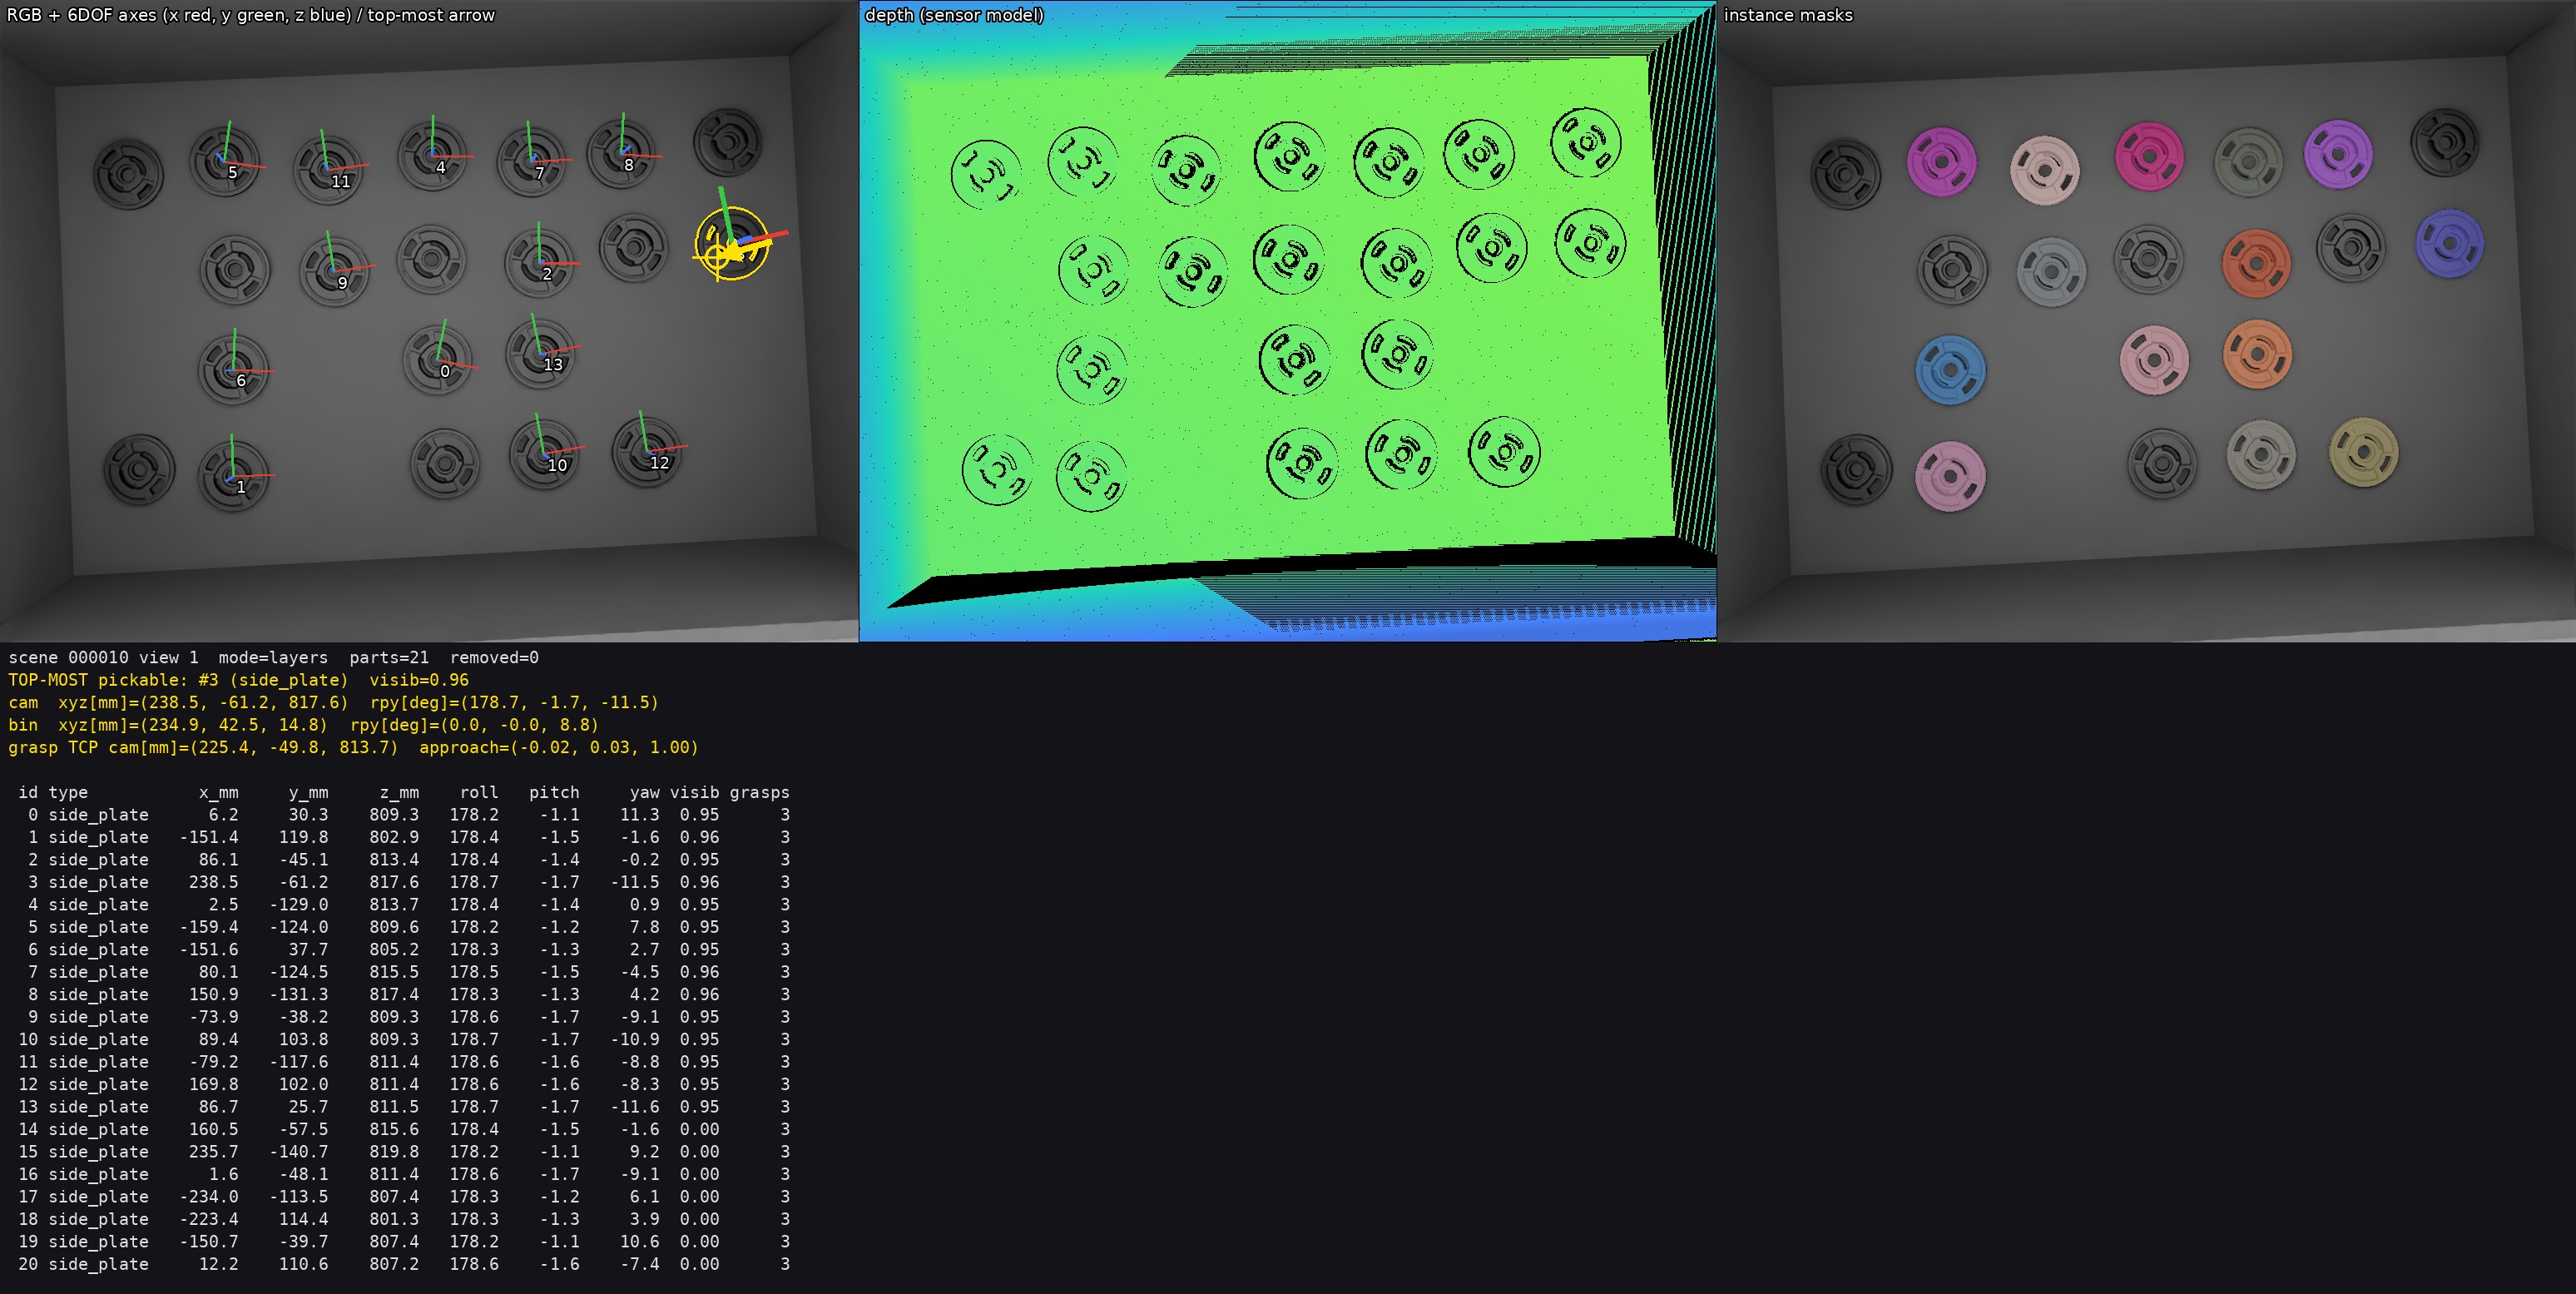 RGB + 6DOF axes (x red, y green, z blue) / top-most arrow
depth (sensor model)
instance masks
5
11
4
7
8
9
2
6
0
13
1
10
12
scene 000010 view 1  mode=layers  parts=21  removed=0
TOP-MOST pickable: #3 (side_plate)  visib=0.96
cam  xyz[mm]=(238.5, -61.2, 817.6)  rpy[deg]=(178.7, -1.7, -11.5)
bin  xyz[mm]=(234.9, 42.5, 14.8)  rpy[deg]=(0.0, -0.0, 8.8)
grasp TCP cam[mm]=(225.4, -49.8, 813.7)  approach=(-0.02, 0.03, 1.00)
id type x_mm y_mm z_mm roll pitch yaw visib grasps
0 side_plate 6.2 30.3 809.3 178.2 -1.1 11.3 0.95 3
1 side_plate -151.4 119.8 802.9 178.4 -1.5 -1.6 0.96 3
2 side_plate 86.1 -45.1 813.4 178.4 -1.4 -0.2 0.95 3
3 side_plate 238.5 -61.2 817.6 178.7 -1.7 -11.5 0.96 3
4 side_plate 2.5 -129.0 813.7 178.4 -1.4 0.9 0.95 3
5 side_plate -159.4 -124.0 809.6 178.2 -1.2 7.8 0.95 3
6 side_plate -151.6 37.7 805.2 178.3 -1.3 2.7 0.95 3
7 side_plate 80.1 -124.5 815.5 178.5 -1.5 -4.5 0.96 3
8 side_plate 150.9 -131.3 817.4 178.3 -1.3 4.2 0.96 3
9 side_plate -73.9 -38.2 809.3 178.6 -1.7 -9.1 0.95 3
10 side_plate 89.4 103.8 809.3 178.7 -1.7 -10.9 0.95 3
11 side_plate -79.2 -117.6 811.4 178.6 -1.6 -8.8 0.95 3
12 side_plate 169.8 102.0 811.4 178.6 -1.6 -8.3 0.95 3
13 side_plate 86.7 25.7 811.5 178.7 -1.7 -11.6 0.95 3
14 side_plate 160.5 -57.5 815.6 178.4 -1.5 -1.6 0.00 3
15 side_plate 235.7 -140.7 819.8 178.2 -1.1 9.2 0.00 3
16 side_plate 1.6 -48.1 811.4 178.6 -1.7 -9.1 0.00 3
17 side_plate -234.0 -113.5 807.4 178.3 -1.2 6.1 0.00 3
18 side_plate -223.4 114.4 801.3 178.3 -1.3 3.9 0.00 3
19 side_plate -150.7 -39.7 807.4 178.2 -1.1 10.6 0.00 3
20 side_plate 12.2 110.6 807.2 178.6 -1.6 -7.4 0.00 3